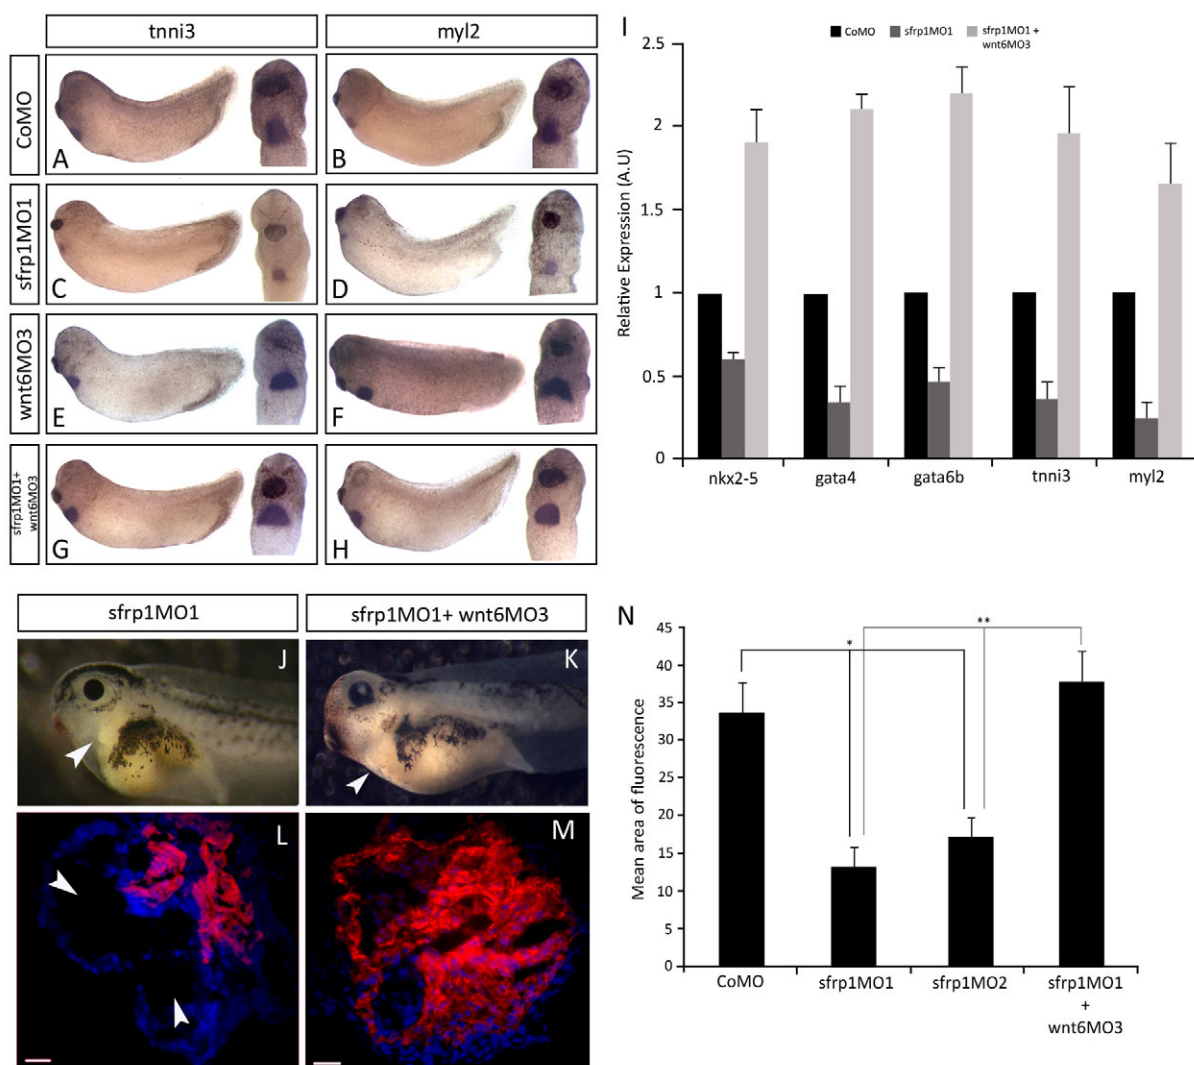 tnni3
myl2
CoMO
A
B
sfrp1MO1
C
D
wnt6MO3
E
F
sfrp1MO1+
wnt6MO3
G
H
I
CoMO
sfrp1MO1
sfrp1MO1 +
wnt6MO3
Relative Expression (A.U)
2.5
2
1.5
1
0.5
0
nkx2-5
gata4
gata6b
tnni3
myl2
sfrp1MO1
sfrp1MO1+ wnt6MO3
J
K
L
M
N
Mean area of fluorescence
45
40
35
30
25
20
15
10
5
0
*
**
CoMO
sfrp1MO1
sfrp1MO2
sfrp1MO1
+
wnt6MO3